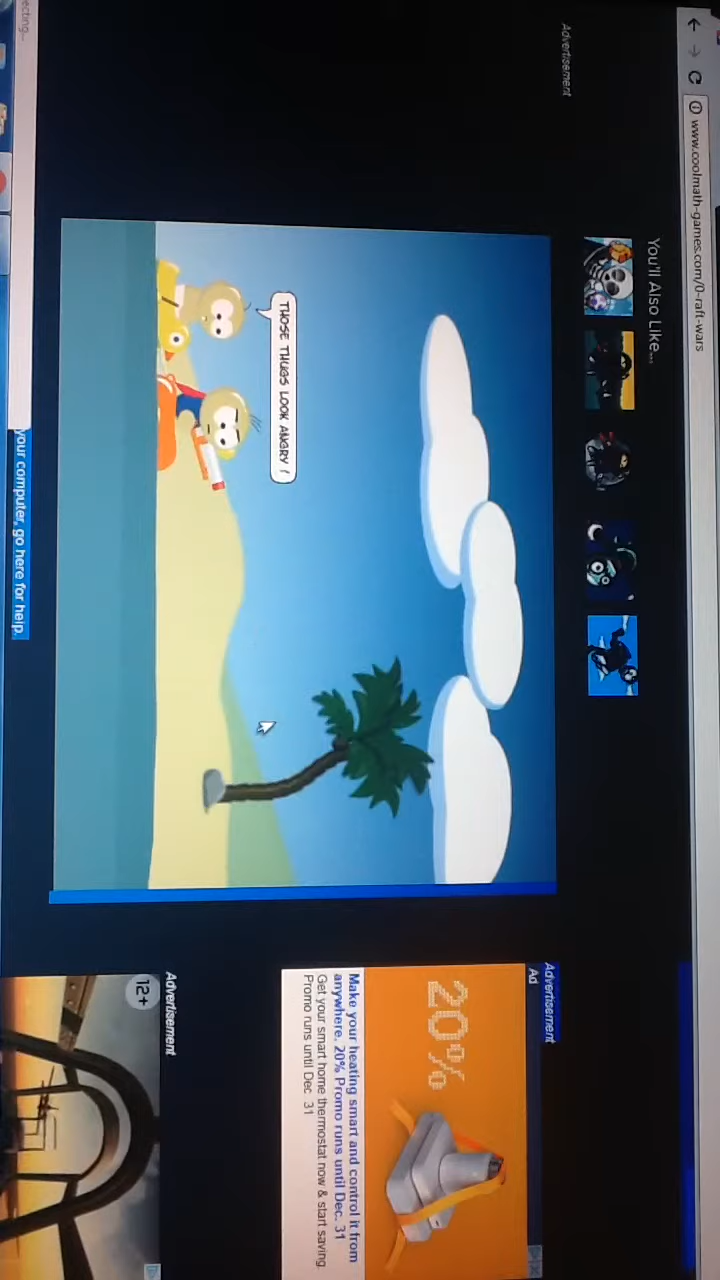 www.coolmath-games.com/0-raft-wars
Advertisement
You'll Also Like...
THOSE THUGS LOOK ANGRY !
Advertisement
Ad
20%
Make your heating smart and control it from
anywhere. 20% Promo runs until Dec. 31
Get your smart home thermostat now & start saving.
Promo runs until Dec. 31
Advertisement
12+
your computer, go here for help.